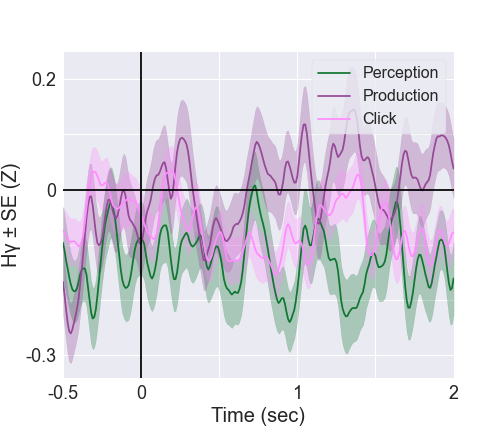 Perception
Production
Click
0.2
0
-0.3
Hγ ± SE (Z)
-0.5
0
1
2
Time (sec)